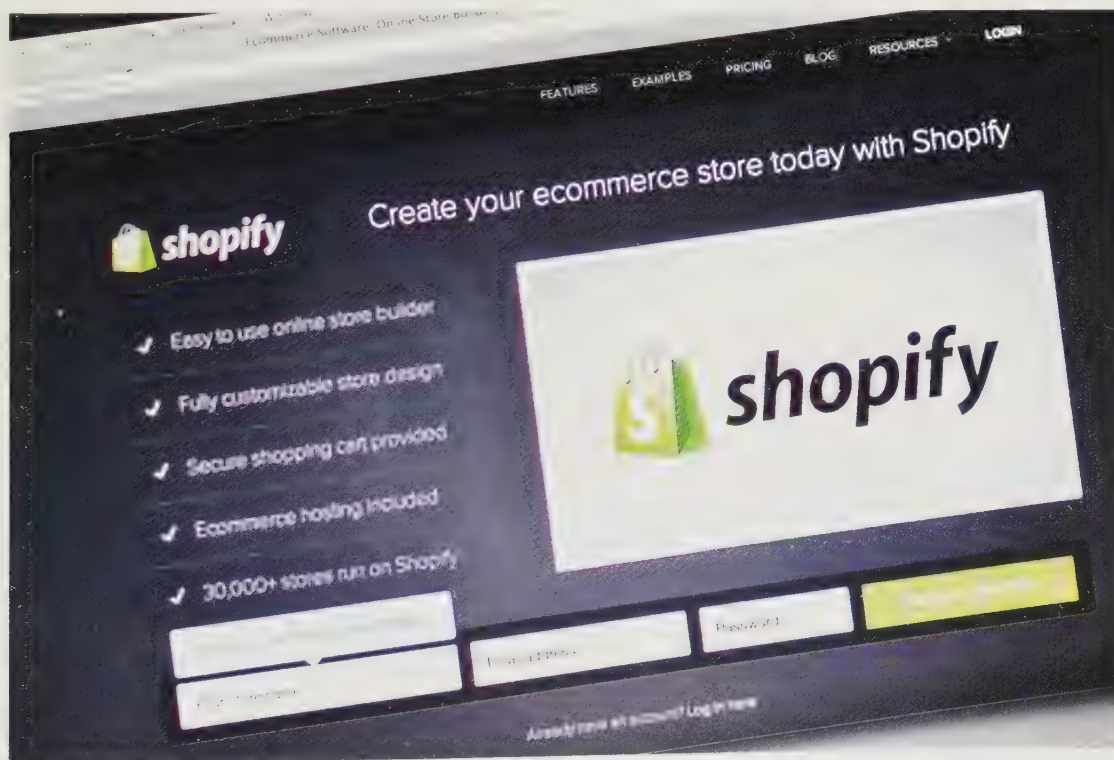 Ecommerce Software, Online Store Builder
FEATURES EXAMPLES PRICING BLOG RESOURCES LOGIN
Create your ecommerce store today with Shopify
shopify
Easy to use online store builder
Fully customizable store design
Secure shopping cart provided
Ecommerce hosting included
30,000+ stores run on Shopify
shopify
Password
Already have an account? Log in here